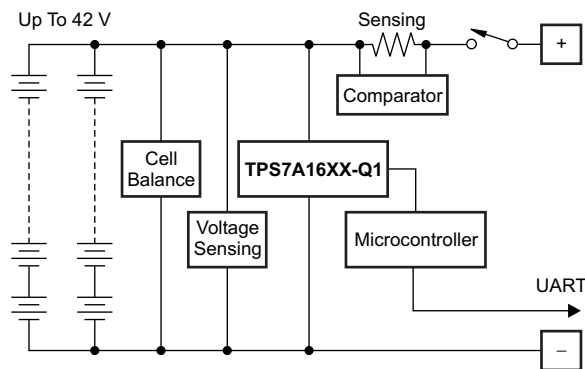 Up To 42 V
Sensing
+
Comparator
Cell
Balance
TPS7A16XX-Q1
Voltage
Sensing
Microcontroller
UART
–